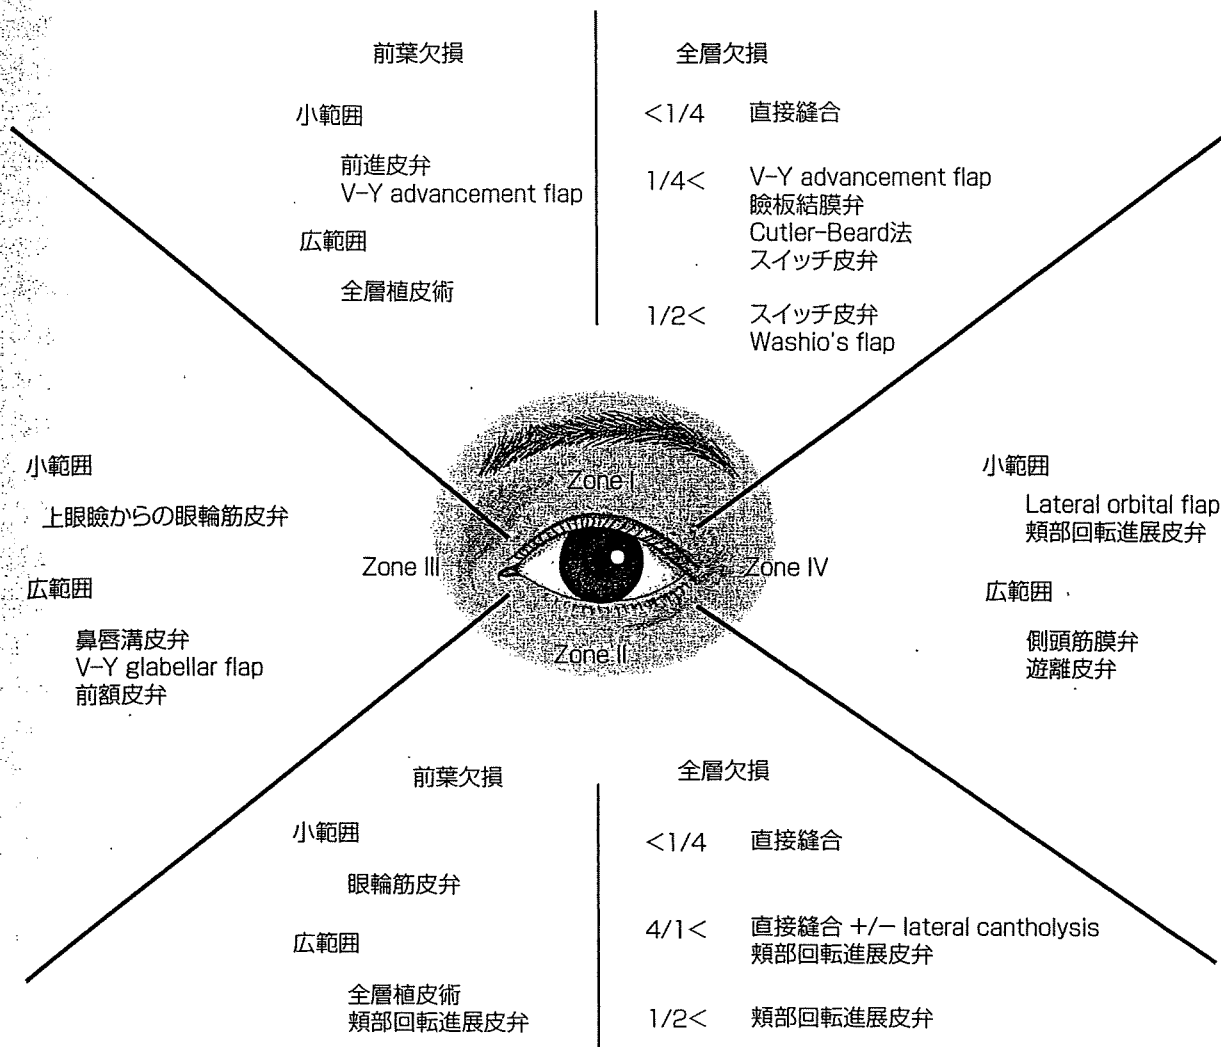 前葉欠損
小範囲
前進皮弁
V-Y advancement flap
広範囲
全層植皮術
全層欠損
<1/4 直接縫合
1/4< V-Y advancement flap
瞼板結膜弁
Cutler-Beard法
スイッチ皮弁
1/2< スイッチ皮弁
Washio's flap
小範囲
上眼瞼からの眼輪筋皮弁
広範囲
鼻唇溝皮弁
V-Y glabellar flap
前額皮弁
Zone I
Zone III
Zone IV
Zone II
小範囲
Lateral orbital flap
頬部回転進展皮弁
広範囲
側頭筋膜弁
遊離皮弁
前葉欠損
小範囲
眼輪筋皮弁
広範囲
全層植皮術
頬部回転進展皮弁
全層欠損
<1/4 直接縫合
4/1< 直接縫合 +/- lateral cantholysis
頬部回転進展皮弁
1/2< 頬部回転進展皮弁